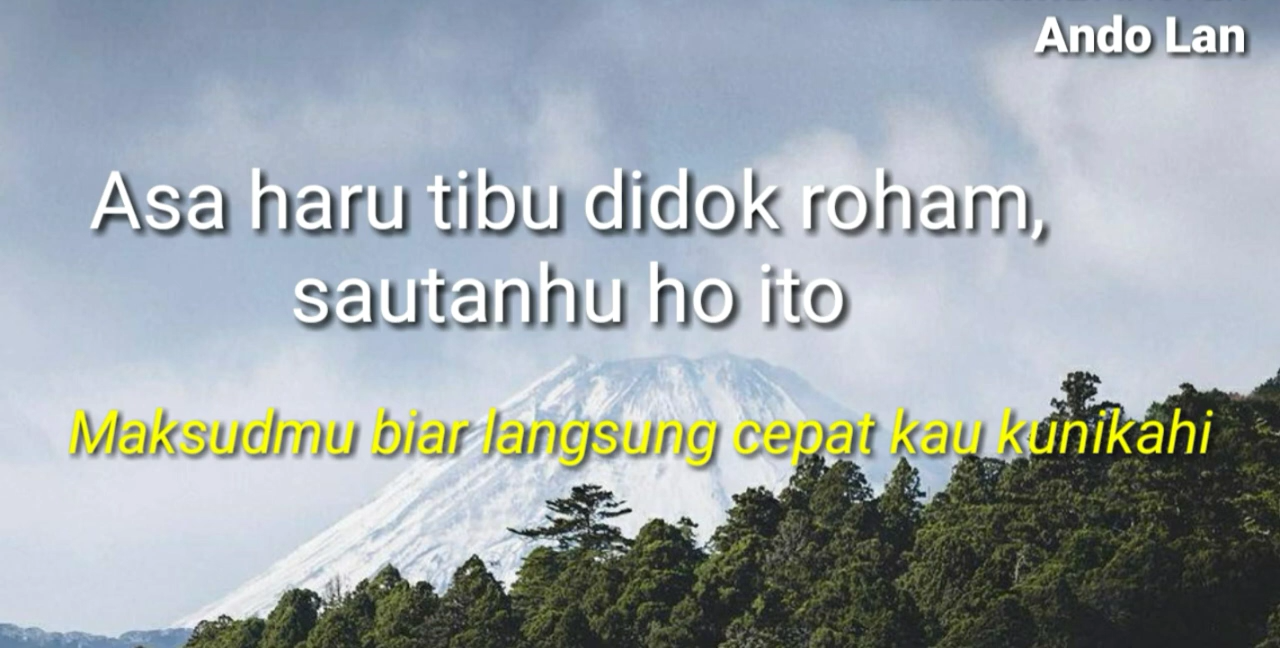 Ando Lan
Asa haru tibu didok roham,
sautanhu ho ito
Maksudmu biar langsung cepat kau kunikahi